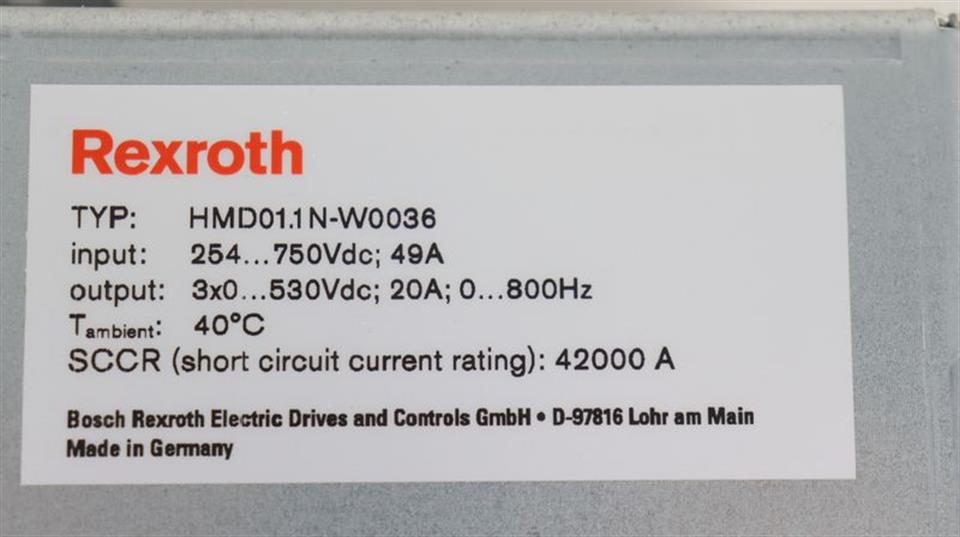 Rexroth
TYP: HMD01.1N-W0036
input: 254...750Vdc; 49A
output: 3x0...530Vdc; 20A; 0...800Hz
Tambient: 40°C
SCCR (short circuit current rating): 42000 A
Bosch Rexroth Electric Drives and Controls GmbH • D-97816 Lohr am Main
Made in Germany